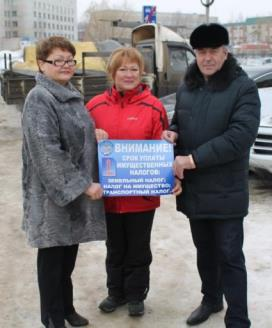 ВНИМАНИЕ!
СРОК УПЛАТЫ
ИМУЩЕСТВЕННЫХ
НАЛОГОВ:
ЗЕМЕЛЬНЫЙ НАЛОГ;
НАЛОГ НА ИМУЩЕСТВО;
ТРАНСПОРТНЫЙ НАЛОГ.